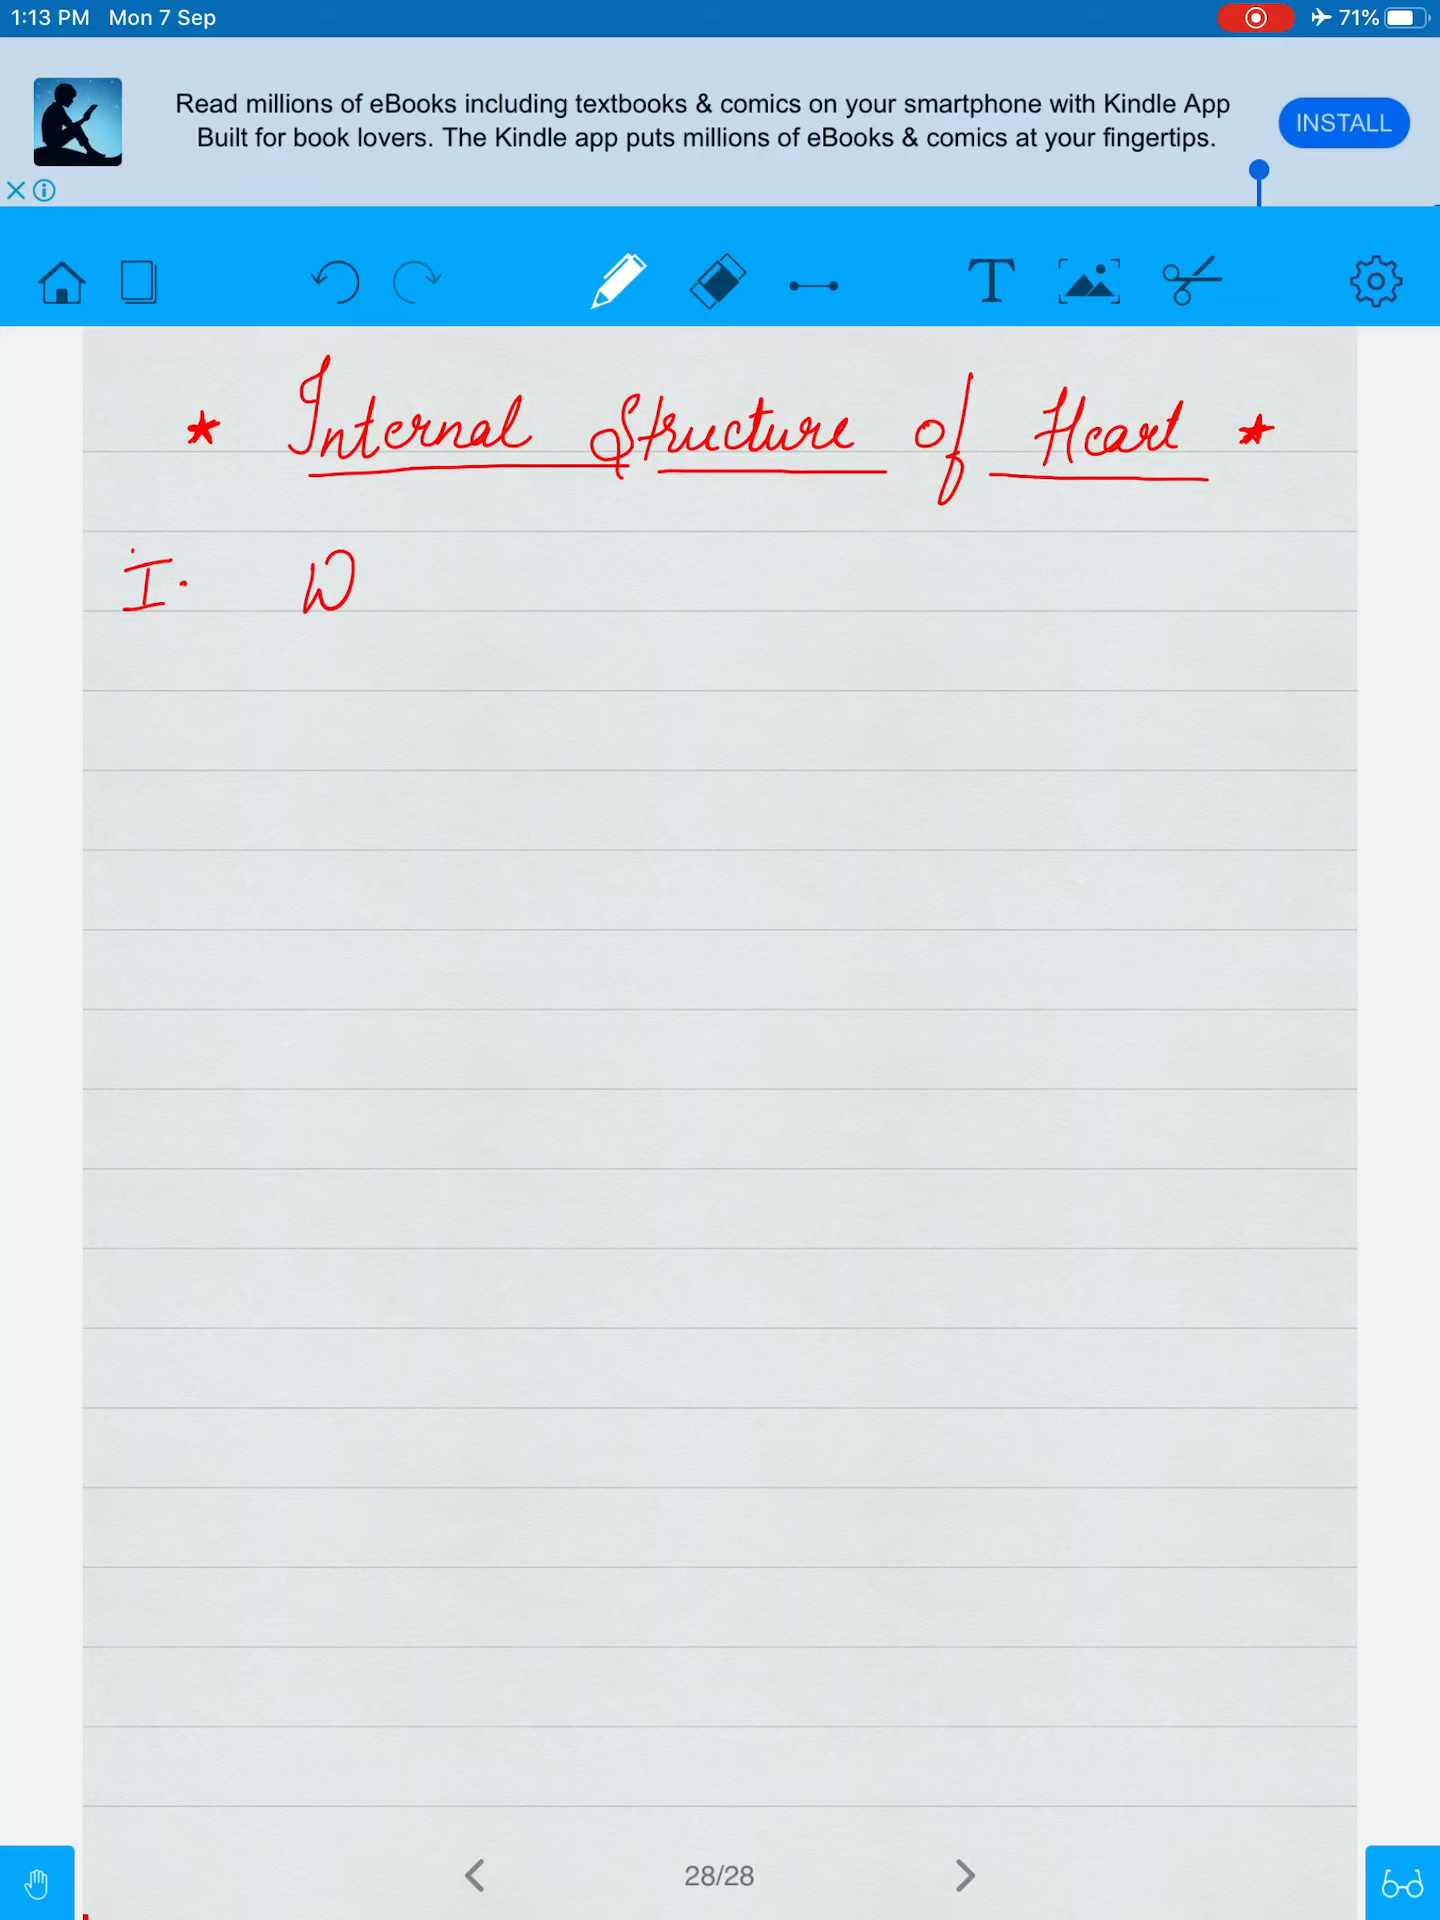 1:13 PM Mon 7 Sep 71%
Read millions of eBooks including textbooks & comics on your smartphone with Kindle App
Built for book lovers. The Kindle app puts millions of eBooks & comics at your fingertips.
INSTALL
T
* Internal Structure of Heart *
I. D
28/28